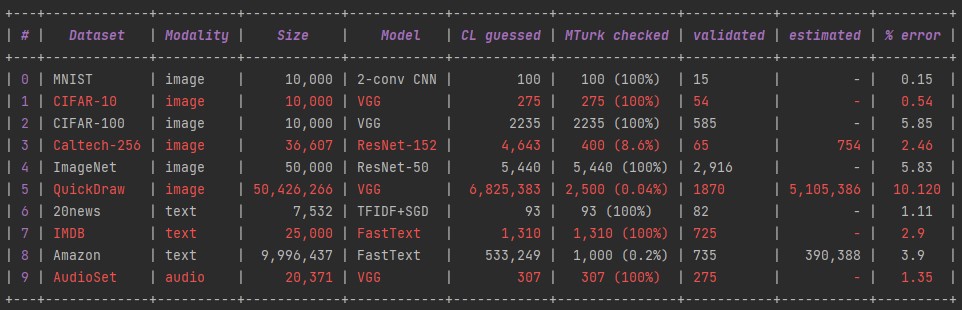 +---+--------------+----------+------------+------------+------------+---------------+-----------+-----------+---------+
| # |   Dataset    | Modality |    Size    |    Model   | CL guessed | MTurk checked | validated | estimated | % error |
+---+--------------+----------+------------+------------+------------+---------------+-----------+-----------+---------+
| 0 | MNIST        | image    |     10,000 | 2-conv CNN |        100 |   100 (100%)  | 15        |         - |   0.15  |
| 1 | CIFAR-10     | image    |     10,000 | VGG        |        275 |   275 (100%)  | 54        |         - |   0.54  |
| 2 | CIFAR-100    | image    |     10,000 | VGG        |       2235 |  2235 (100%)  | 585       |         - |   5.85  |
| 3 | Caltech-256  | image    |     36,607 | ResNet-152 |      4,643 |   400 (8.6%)  | 65        |       754 |   2.46  |
| 4 | ImageNet     | image    |     50,000 | ResNet-50  |      5,440 |  5,440 (100%) | 2,916     |         - |   5.83  |
| 5 | QuickDraw    | image    | 50,426,266 | VGG        |  6,825,383 | 2,500 (0.04%) | 1870      | 5,105,386 |  10.120 |
| 6 | 20news       | text     |      7,532 | TFIDF+SGD  |         93 |   93 (100%)   | 82        |         - |   1.11  |
| 7 | IMDB         | text     |     25,000 | FastText   |      1,310 |  1,310 (100%) | 725       |         - |   2.9   |
| 8 | Amazon       | text     |  9,996,437 | FastText   |    533,249 |  1,000 (0.2%) | 735       |   390,388 |   3.9   |
| 9 | AudioSet     | audio    |     20,371 | VGG        |        307 |   307 (100%)  | 275       |         - |   1.35  |
+---+--------------+----------+------------+------------+------------+---------------+-----------+-----------+---------+